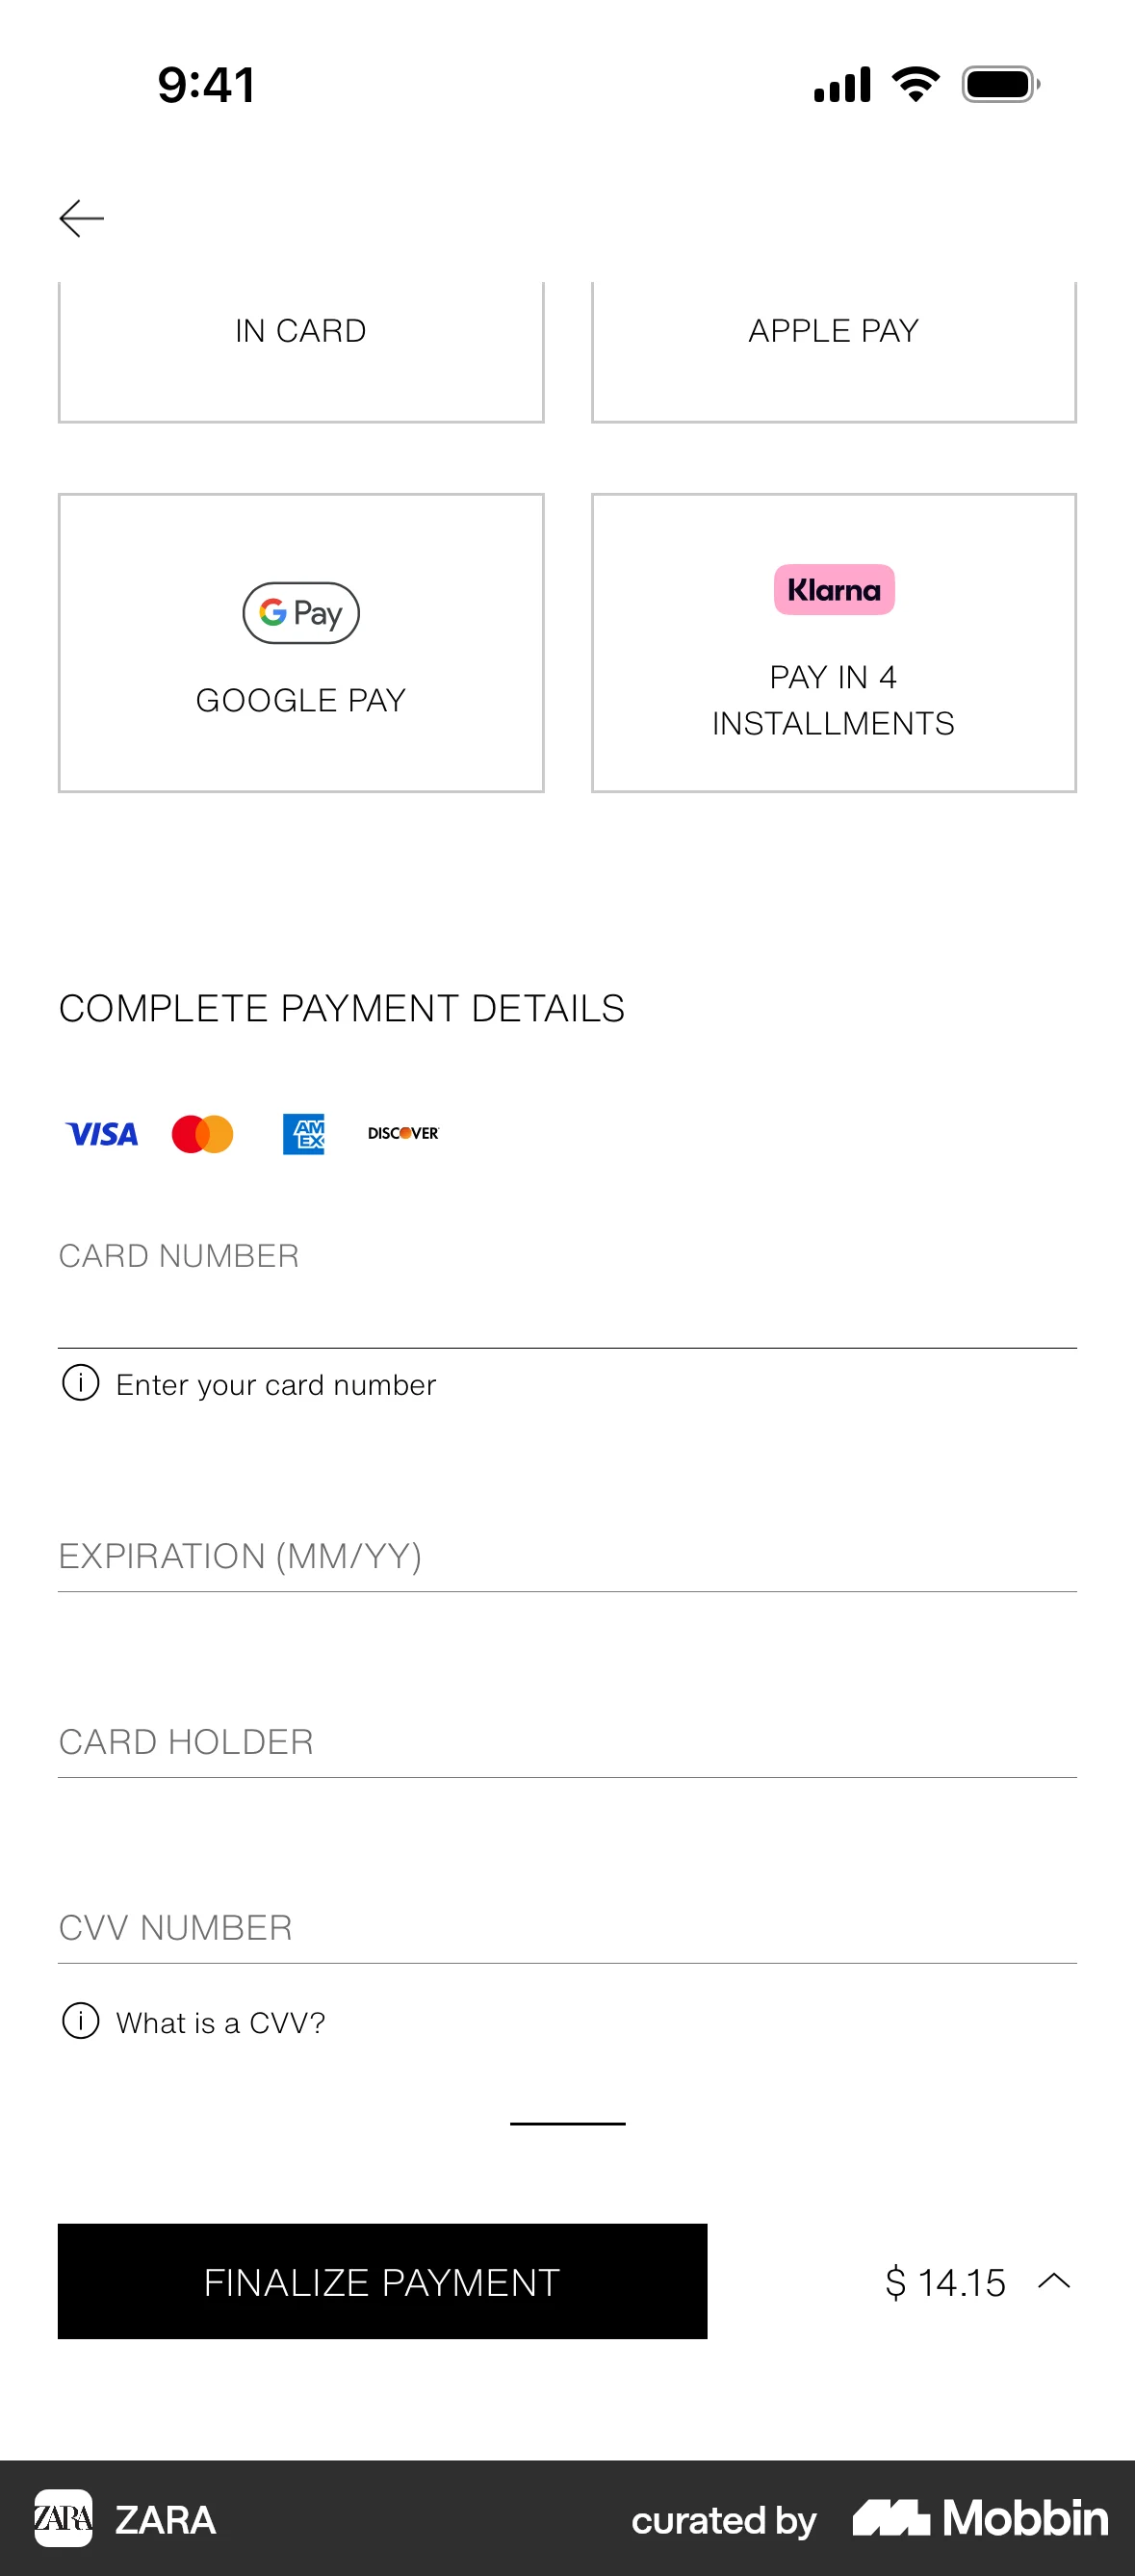 9:41
IN CARD
APPLE PAY
G Pay
GOOGLE PAY
Klarna
PAY IN 4
INSTALLMENTS
COMPLETE PAYMENT DETAILS
VISA
AM
EX
DISCOVER
CARD NUMBER
Enter your card number
EXPIRATION (MM/YY)
CARD HOLDER
CVV NUMBER
What is a CVV?
FINALIZE PAYMENT
$ 14.15
ZARA
ZARA
curated by
Mobbin